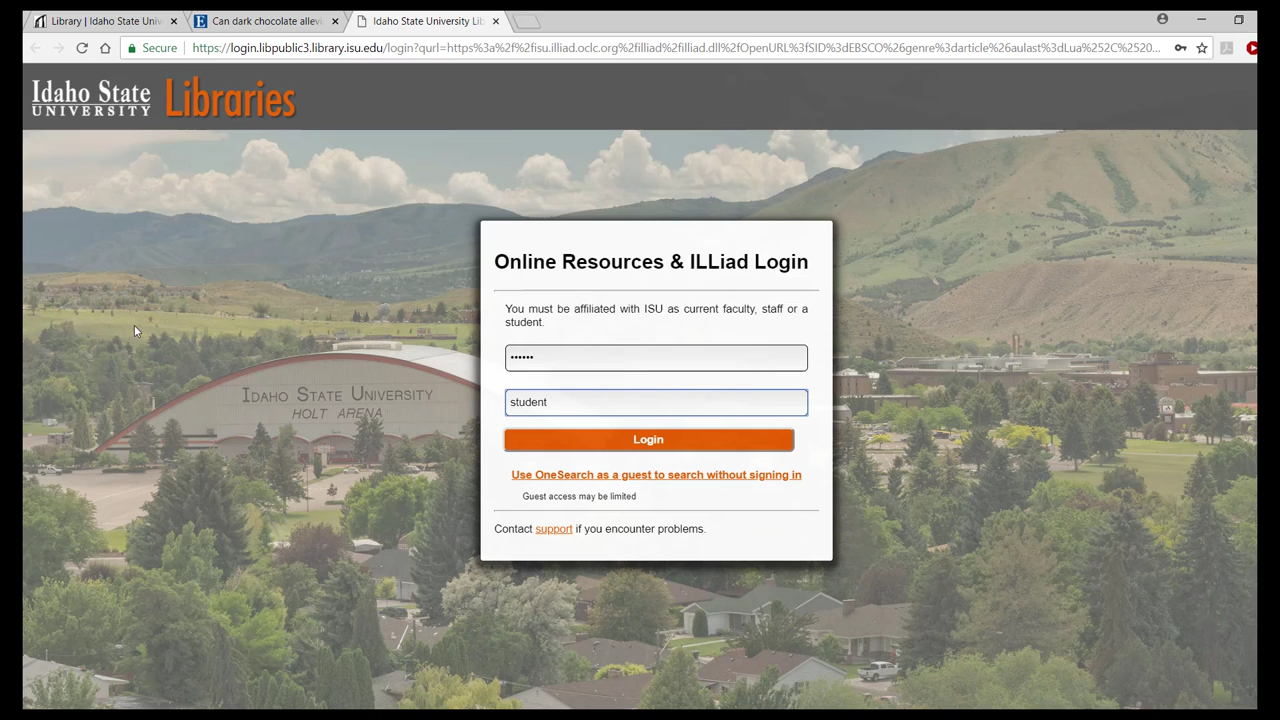 Library | Idaho State Univ
Can dark chocolate allevi
Idaho State University Lib
Secure
https://login.libpublic3.library.isu.edu/login?qurl=https%3a%2f%2fisu.illiad.oclc.org%2filliad%2filliad.dll%2fOpenURL%3fSID%3dEBSCO%26genre%3darticle%26aulast%3dLua%252C%2520...
Idaho State
UNIVERSITY
Libraries
Online Resources & ILLiad Login
You must be affiliated with ISU as current faculty, staff or a
student.
••••••
student
Login
Use OneSearch as a guest to search without signing in
Guest access may be limited
Contact support if you encounter problems.
IDAHO STATE UNIVERSITY
HOLT ARENA